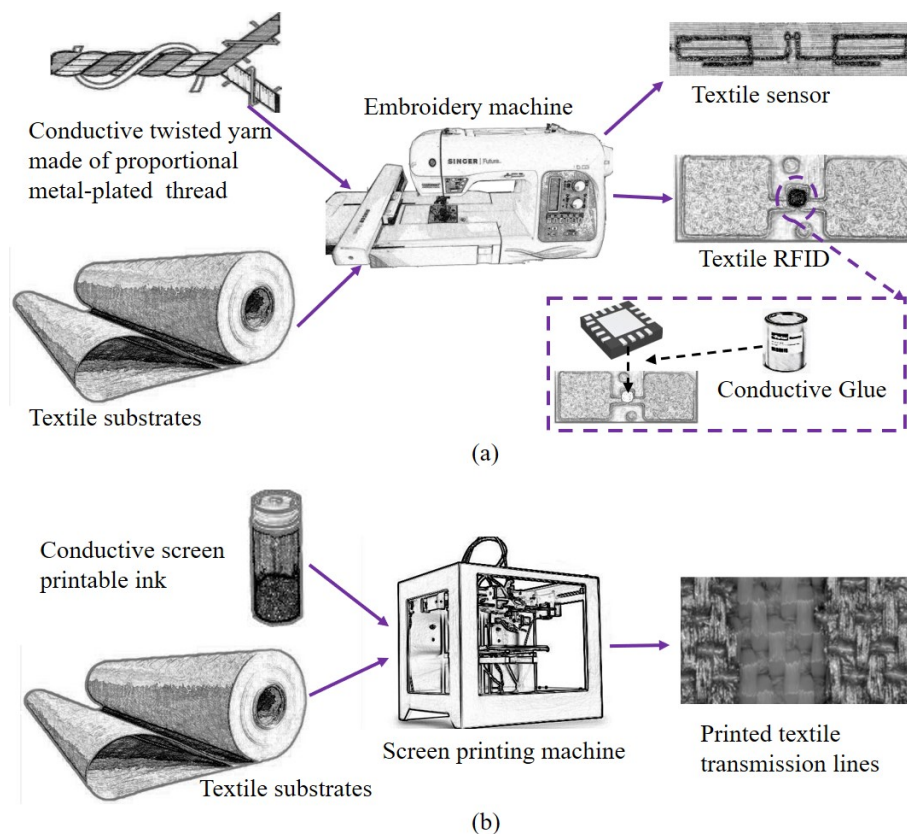 Embroidery machine
Textile sensor
Conductive twisted yarn
made of proportional
metal-plated thread
SINGER | Futura
Textile RFID
Conductive Glue
Textile substrates
(a)
Conductive screen
printable ink
Screen printing machine
Printed textile
transmission lines
Textile substrates
(b)